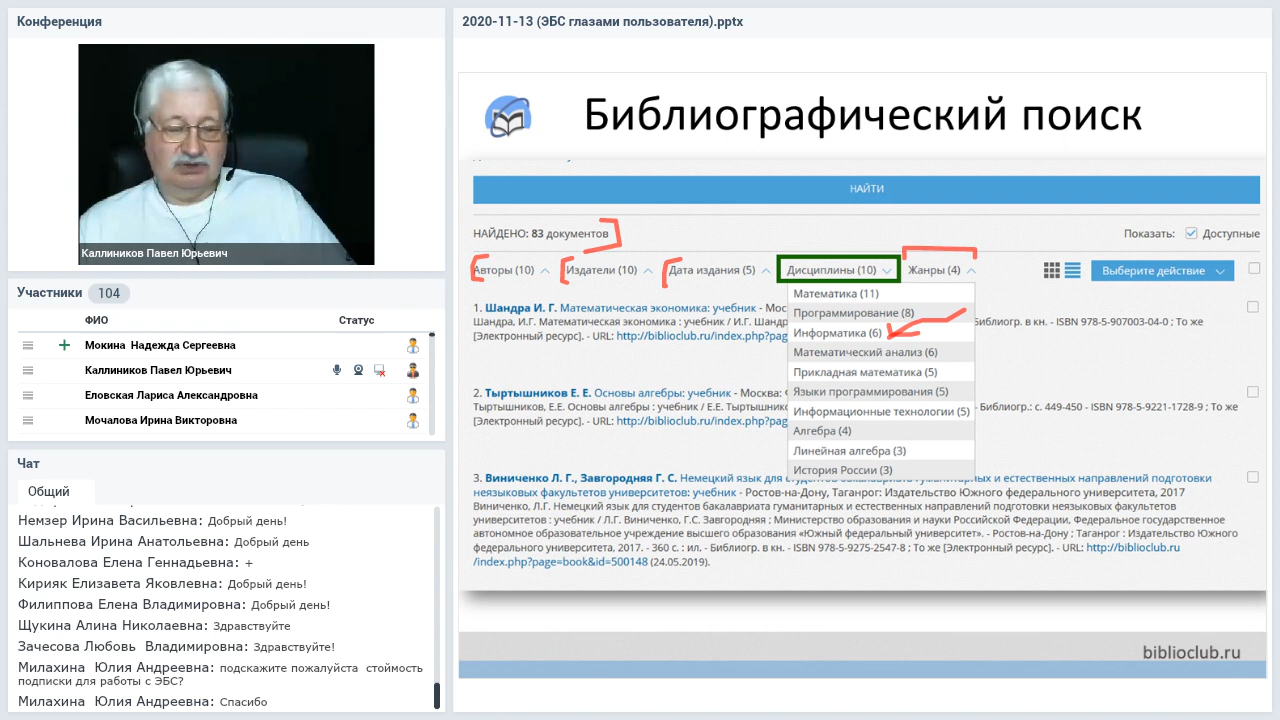 Конференция
Каллиников Павел Юрьевич
Участники 104
ФИО Статус
Мокина Надежда Сергеевна
Каллиников Павел Юрьевич
Еловская Лариса Александровна
Мочалова Ирина Викторовна
Чат
Общий
Немзер Ирина Васильевна: Добрый день!
Шальнева Ирина Анатольевна: Добрый день
Коновалова Елена Геннадьевна: +
Кирияк Елизавета Яковлевна: Добрый день!
Филиппова Елена Владимировна: Добрый день!
Щукина Алина Николаевна: Здравствуйте
Зачесова Любовь Владимировна: Здравствуйте!
Милахина Юлия Андреевна: подскажите пожалуйста стоимость
подписки для работы с ЭБС?
Милахина Юлия Андреевна: Спасибо
2020-11-13 (ЭБС глазами пользователя).pptx
Библиографический поиск
НАЙТИ
НАЙДЕНО: 83 документов Показать: Доступные
Авторы (10) Издатели (10) Дата издания (5) Дисциплины (10) Жанры (4) Выберите действие
Математика (11)
Программирование (8)
Информатика (6)
Математический анализ (6)
Прикладная математика (5)
Языки программирования (5)
Информационные технологии (5)
Алгебра (4)
Линейная алгебра (3)
История России (3)
1. Шандра И. Г. Математическая экономика: учебник - Мос
Шандра, И.Г. Математическая экономика : учебник / И.Г. Шандр библиогр. в кн. - ISBN 978-5-907003-04-0 ; То же
[Электронный ресурс]. - URL: http://biblioclub.ru/index.php?pag
2. Тыртышников Е. Е. Основы алгебры: учебник - Москва:
Тыртышников, Е.Е. Основы алгебры : учебник / Е.Е. Тыртышник - Библиогр.: с. 449-450 - ISBN 978-5-9221-1728-9 ; То же
[Электронный ресурс]. - URL: http://biblioclub.ru/index.php?pag
3. Виниченко Л. Г., Завгородняя Г. С. Немецкий язык для студентов бакалавриата гуманитарных и естественных направлений подготовки
неязыковых факультетов университетов: учебник - Ростов-на-Дону, Таганрог: Издательство Южного федерального университета, 2017
Виниченко, Л.Г. Немецкий язык для студентов бакалавриата гуманитарных и естественных направлений подготовки неязыковых факультетов
университетов : учебник / Л.Г. Виниченко, Г.С. Завгородняя ; Министерство образования и науки Российской Федерации, Федеральное государственное
автономное образовательное учреждение высшего образования «Южный федеральный университет». - Ростов-на-Дону ; Таганрог : Издательство Южного
федерального университета, 2017. - 360 с. : ил. - Библиогр. в кн. - ISBN 978-5-9275-2547-8 ; То же [Электронный ресурс]. - URL: http://biblioclub.ru
/index.php?page=book&id=500148 (24.05.2019).
biblioclub.ru